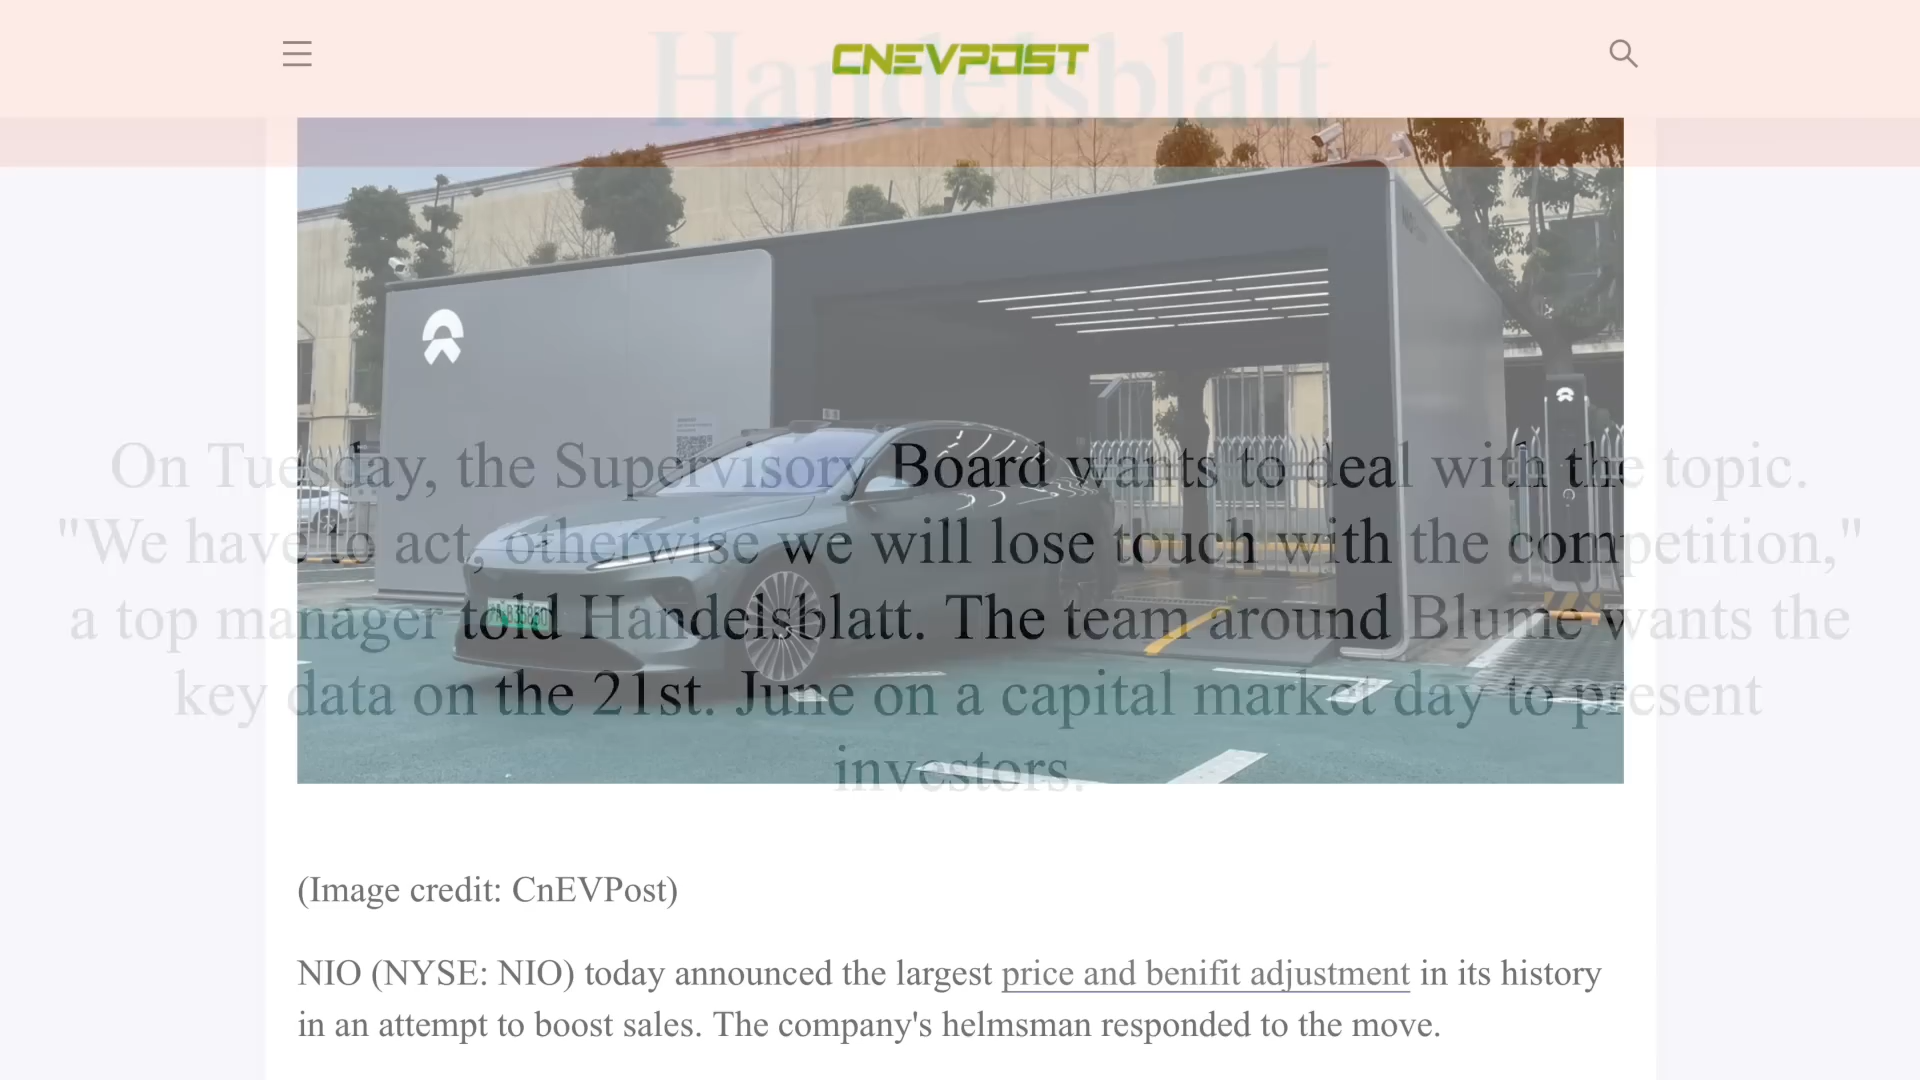 CNEVPOST
Handelsblatt
On Tuesday, the Supervisory Board wants to deal with the topic.
"We have to act, otherwise we will lose touch with the competition,"
a top manager told Handelsblatt. The team around Blume wants the
key data on the 21st. June on a capital market day to present
investors.
(Image credit: CnEVPost)
NIO (NYSE: NIO) today announced the largest price and benifit adjustment in its history
in an attempt to boost sales. The company's helmsman responded to the move.